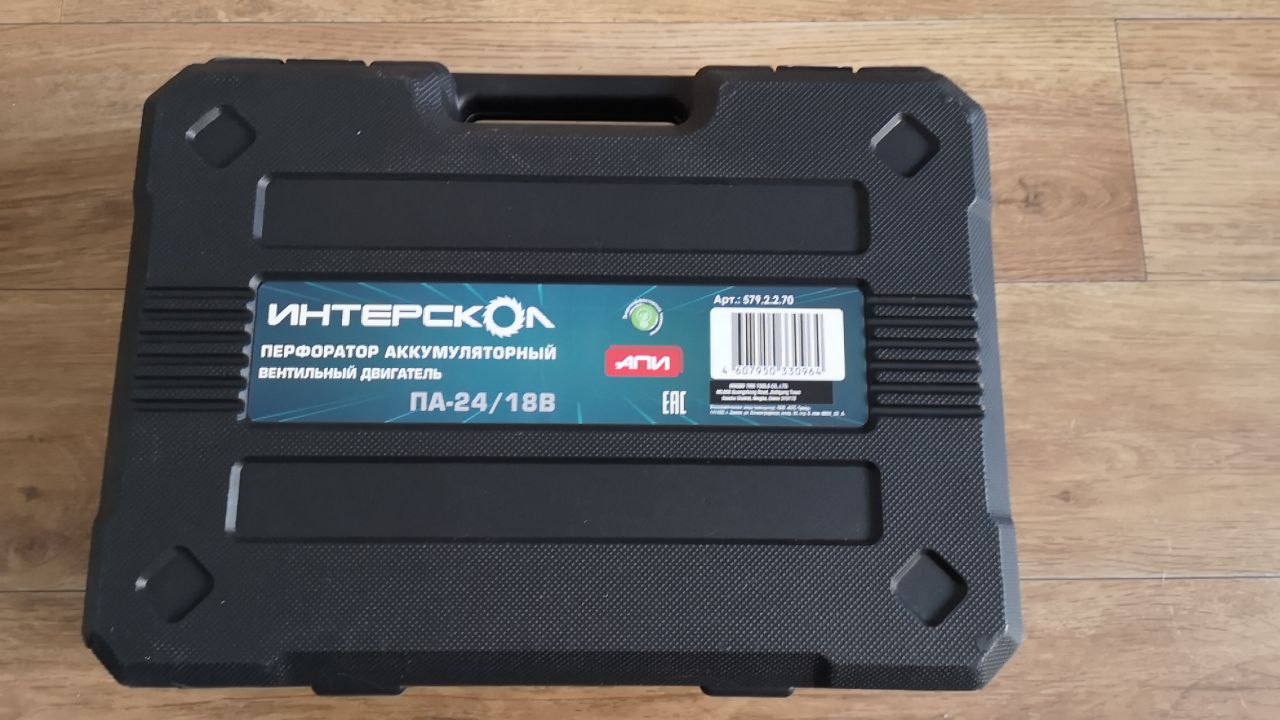 ИНТЕРСКОЛ
ПЕРФОРАТОР АККУМУЛЯТОРНЫЙ
ВЕНТИЛЬНЫЙ ДВИГАТЕЛЬ
ПА-24/18В
АПИ
EAC
Арт.: 579.2.2.70
4 607950 330964